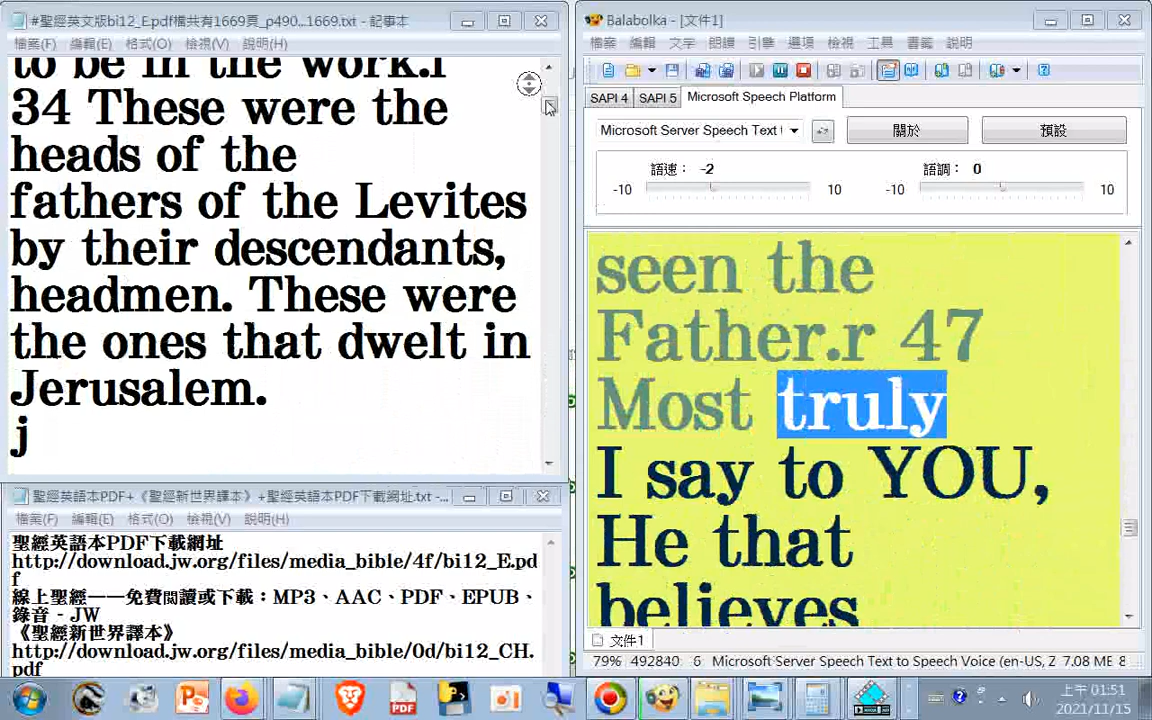 #聖經英文版bi12_E.pdf檔共有1669頁_p490...1669.txt - 記事本
檔案(F) 編輯(E) 格式(O) 檢視(V) 說明(H)
to be in the work.r
34 These were the
heads of the
fathers of the Levites
by their descendants,
headmen. These were
the ones that dwelt in
Jerusalem.
j
聖經英語本PDF+《聖經新世界譯本》+聖經英語本PDF下載網址.txt -...
檔案(F) 編輯(E) 格式(O) 檢視(V) 說明(H)
聖經英語本PDF下載網址
http://download.jw.org/files/media_bible/4f/bi12_E.pd
f
線上聖經——免費閱讀或下載：MP3、AAC、PDF、EPUB、
錄音 - JW
《聖經新世界譯本》
http://download.jw.org/files/media_bible/0d/bi12_CH.
pdf
Balabolka - [文件1]
檔案 編輯 文字 朗讀 引擎 選項 檢視 工具 書籤 說明
SAPI 4 SAPI 5 Microsoft Speech Platform
Microsoft Server Speech Text t 關於 預設
語速： -2 語調： 0
-10 10 -10 10
seen the
Father.r 47
Most truly
I say to YOU,
He that
believes
文件1
79% 492840 6 Microsoft Server Speech Text to Speech Voice (en-US, Z 7.08 ME 8
PDF
上午 01:51
2021/11/15